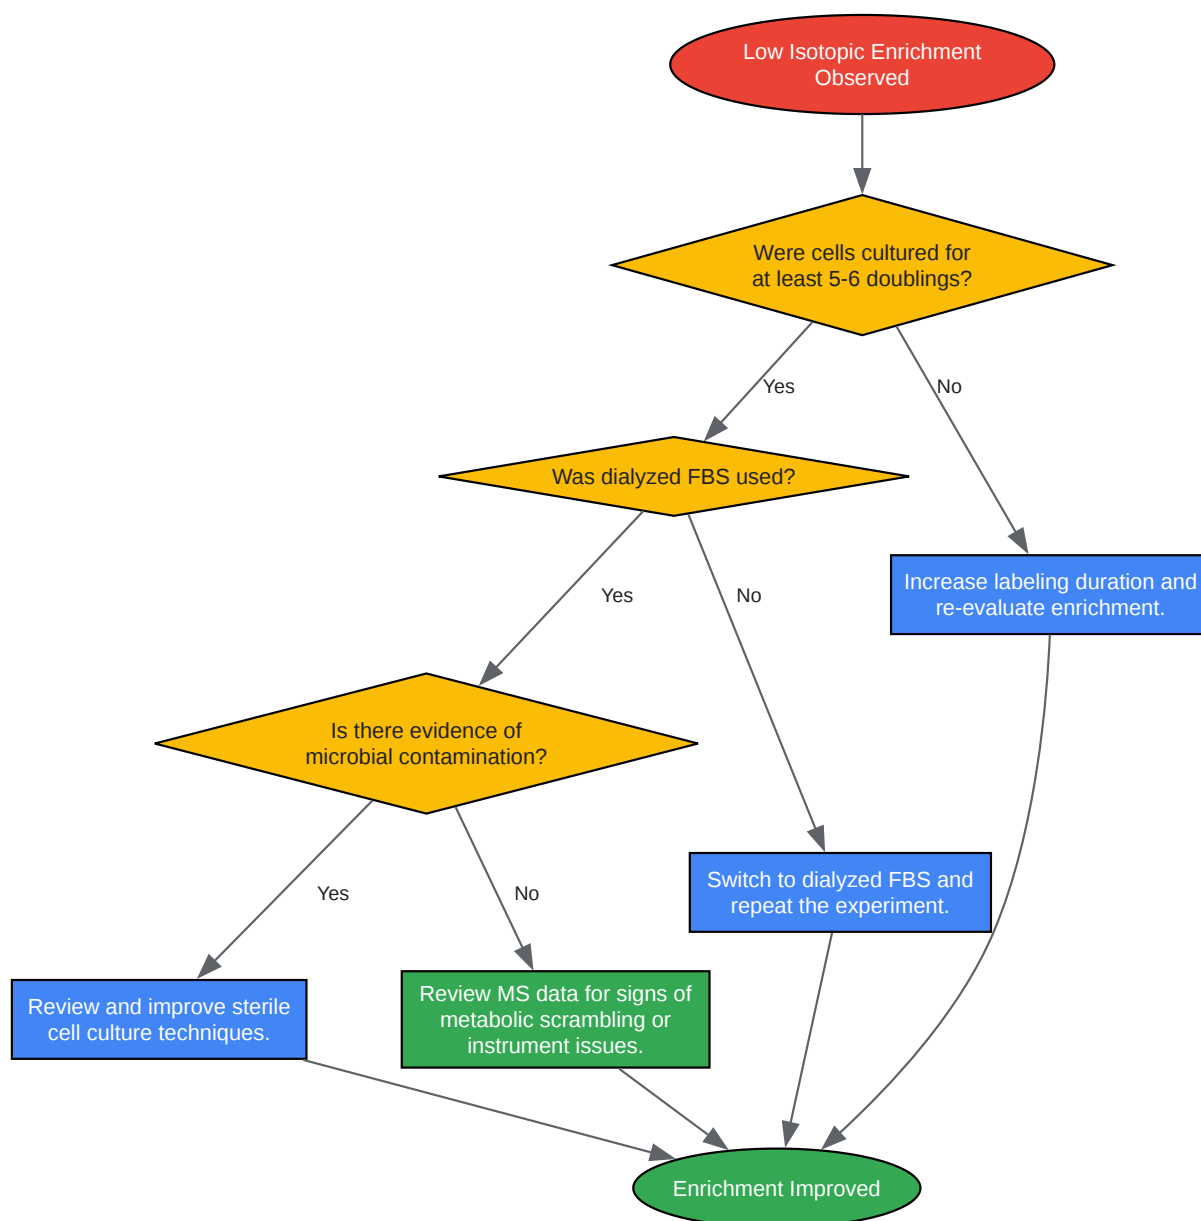 Low Isotopic Enrichment
Observed
Were cells cultured for
at least 5-6 doublings?
Yes
No
Was dialyzed FBS used?
Increase labeling duration and
re-evaluate enrichment.
Yes
No
Is there evidence of
microbial contamination?
Switch to dialyzed FBS and
repeat the experiment.
Yes
No
Review and improve sterile
cell culture techniques.
Review MS data for signs of
metabolic scrambling or
instrument issues.
Enrichment Improved